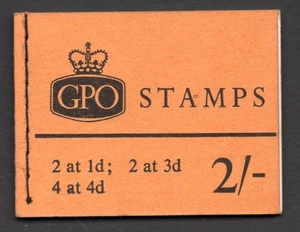 GPO STAMPS
2 at 1d; 2 at 3d
4 at 4d 2/-